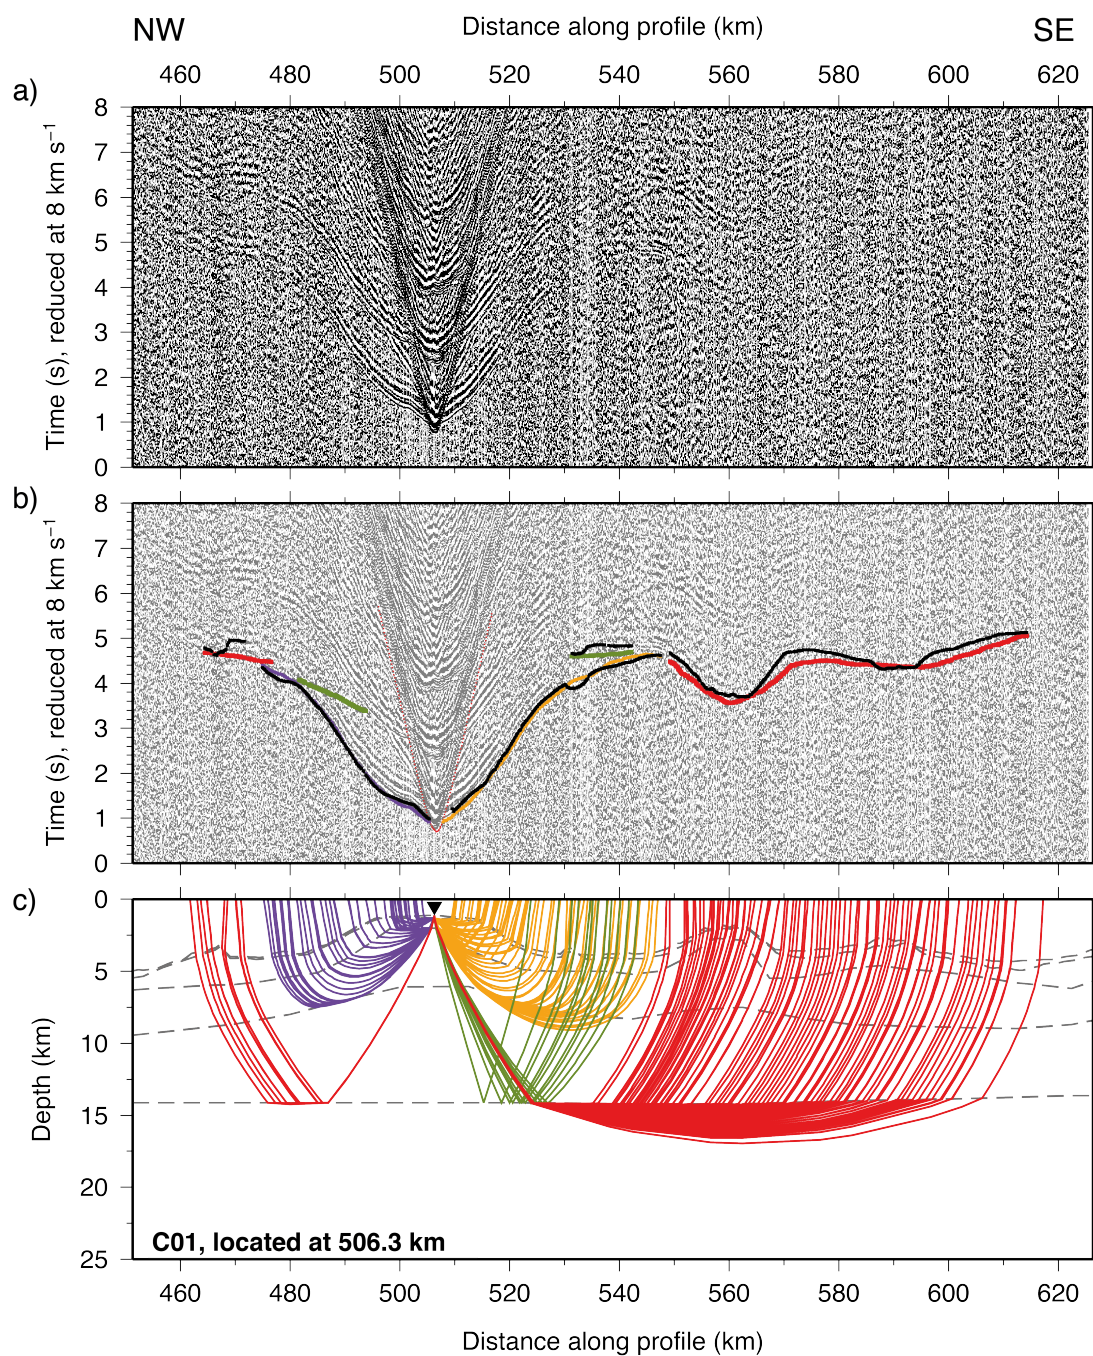 NW Distance along profile (km) SE
460 480 500 520 540 560 580 600 620
a)
8
7
6
5
4
3
2
1
0
Time (s), reduced at 8 km s⁻¹
b)
8
7
6
5
4
3
2
1
0
Time (s), reduced at 8 km s⁻¹
c)
0
5
10
15
20
25
Depth (km)
C01, located at 506.3 km
460 480 500 520 540 560 580 600 620
Distance along profile (km)